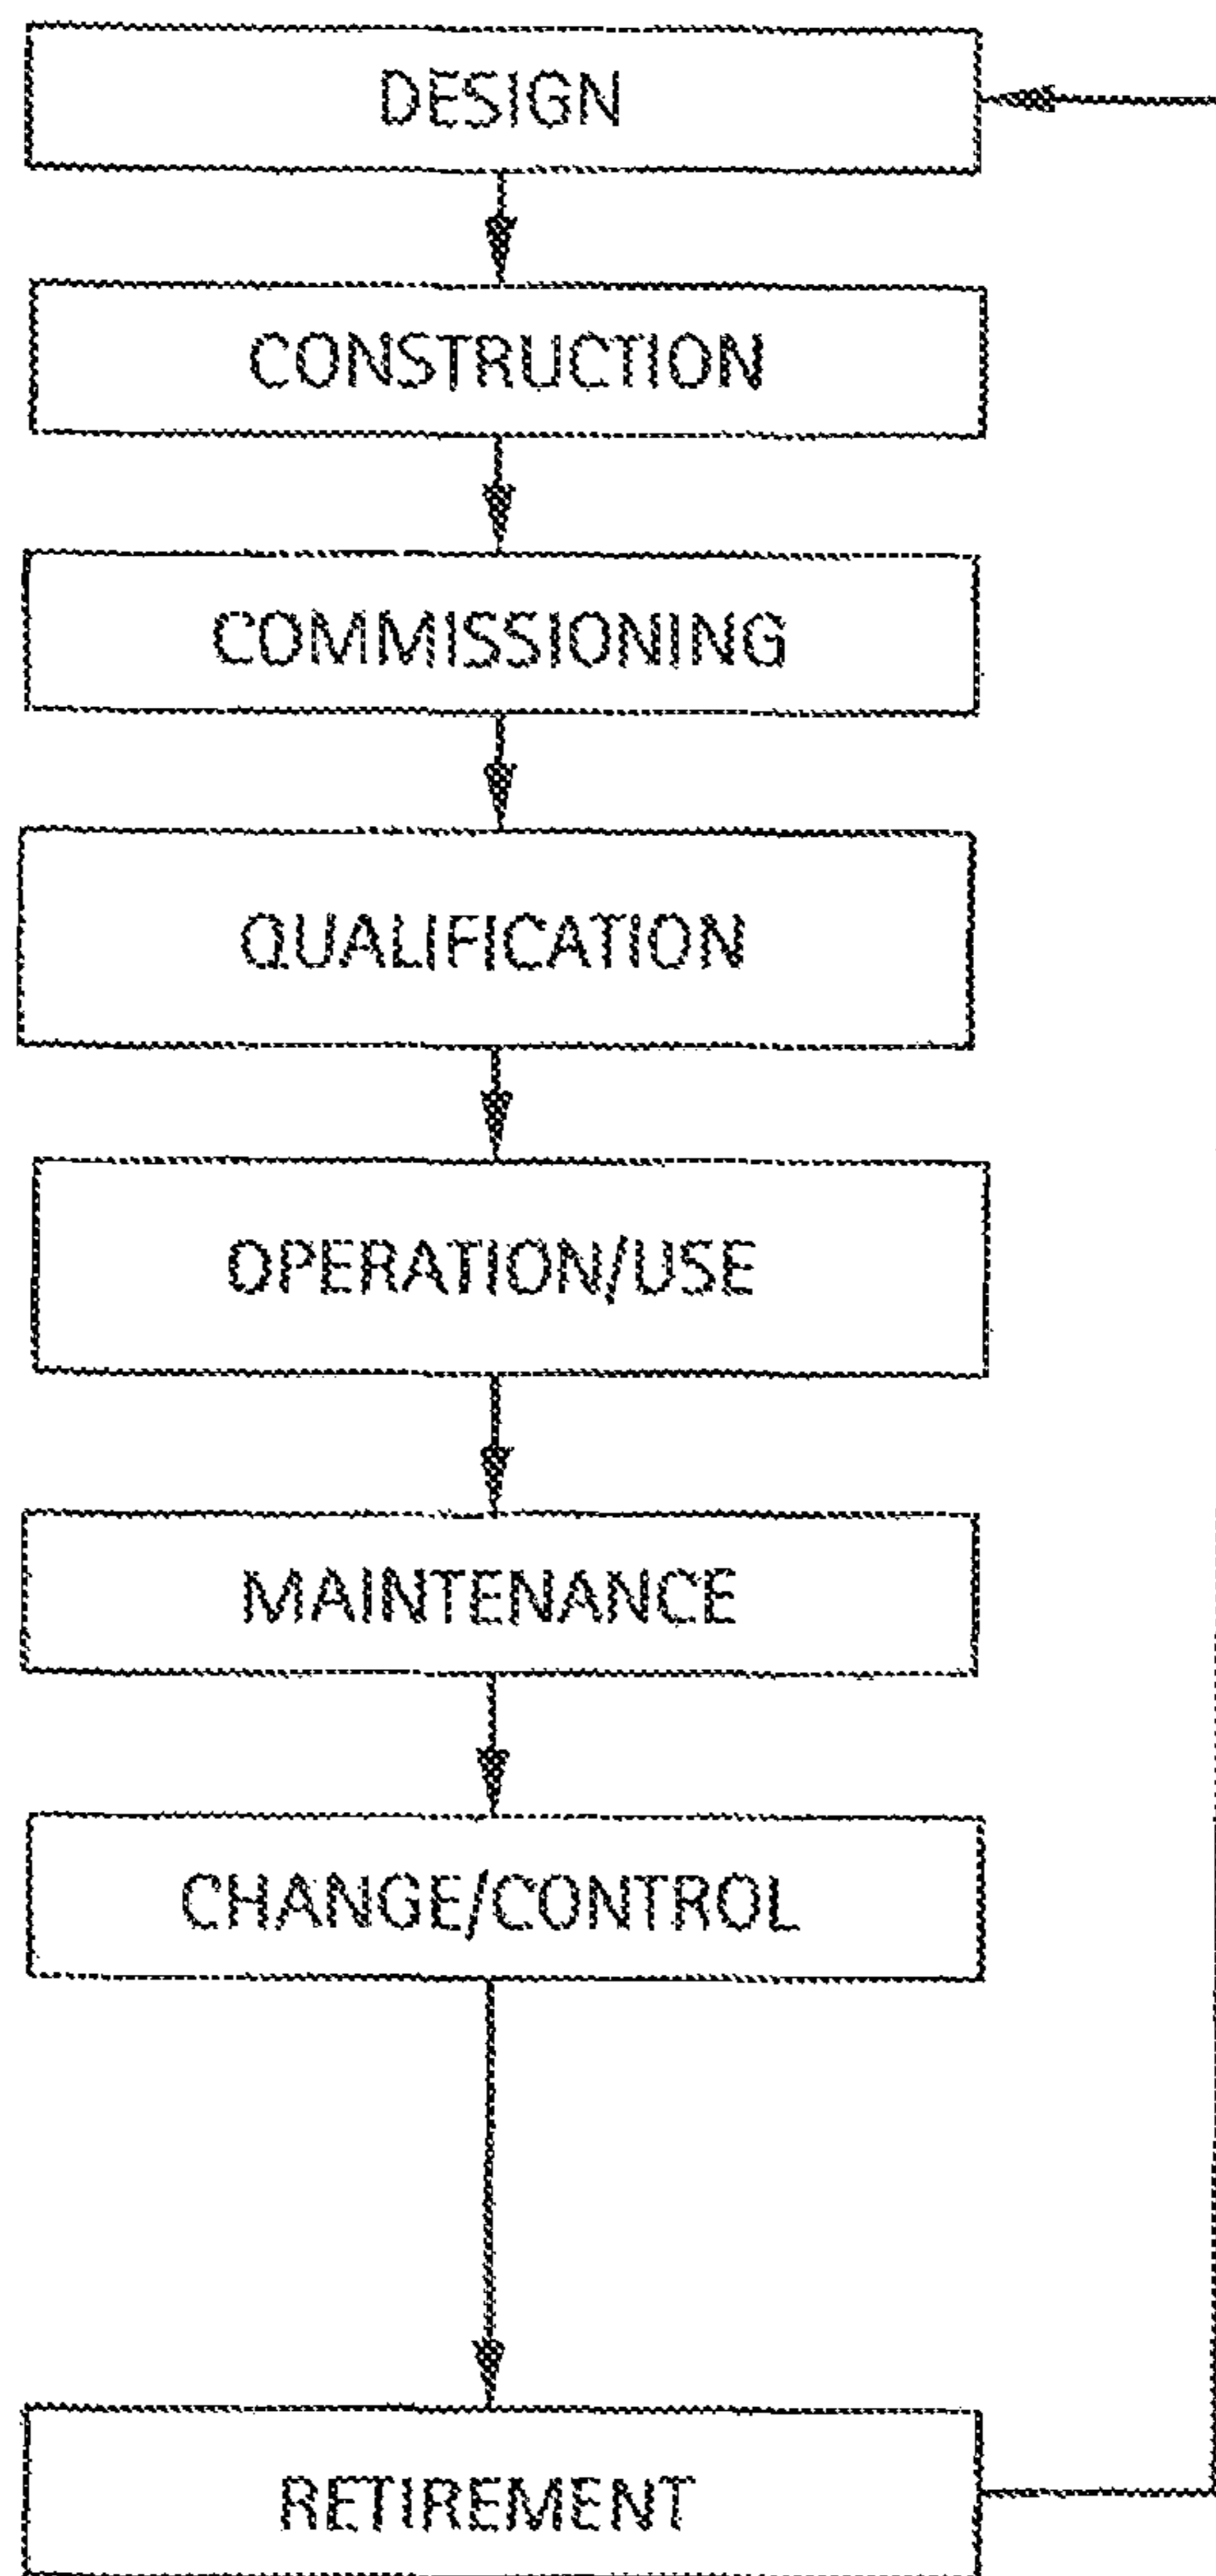 DESIGN
CONSTRUCTION
COMMISSIONING
QUALIFICATION
OPERATION/USE
MAINTENANCE
CHANGE/CONTROL
RETIREMENT